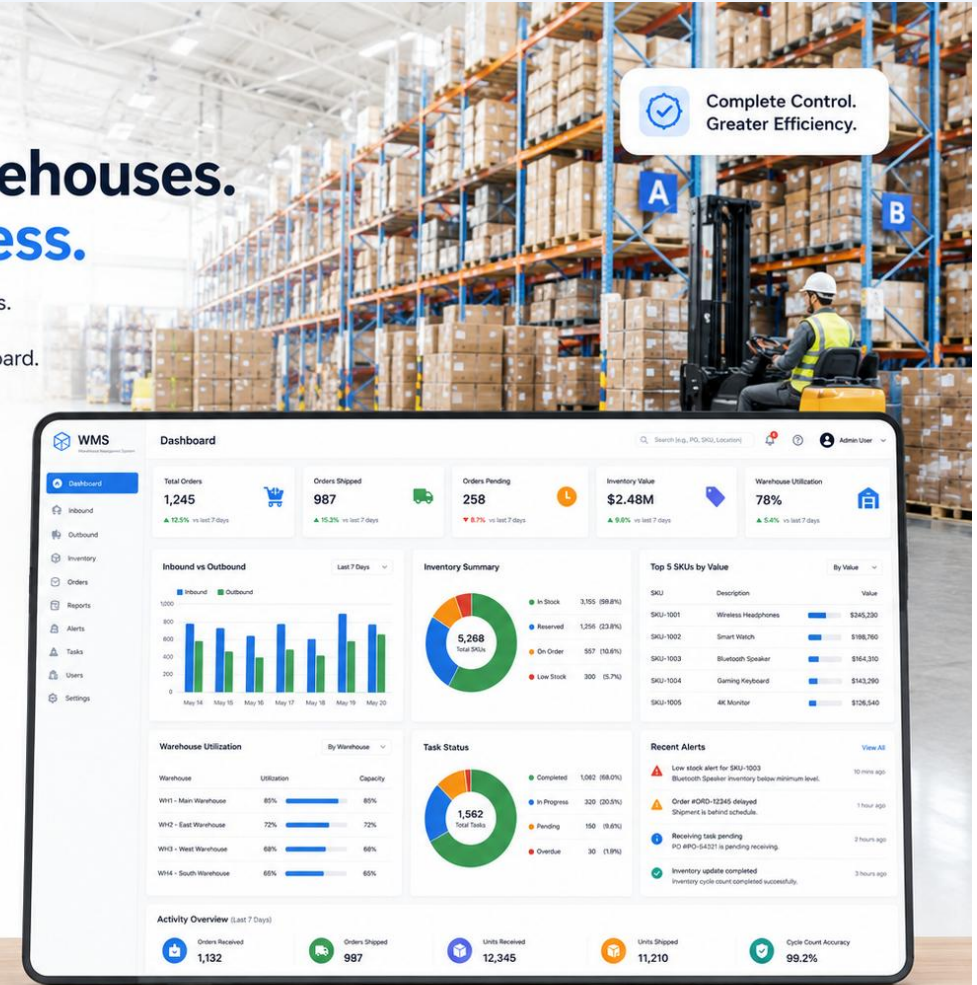 Complete Control.
Greater Efficiency.
ehouses.
ess.
s.
oard.
A
B
WMS
Dashboard
Search (e.g., PO, SKU, Location)
Admin User
Dashboard
Inbound
Outbound
Inventory
Orders
Reports
Alerts
Tasks
Users
Settings
Total Orders
1,245
▲ 12.5% vs last 7 days
Orders Shipped
987
▲ 15.3% vs last 7 days
Orders Pending
258
▼ 8.7% vs last 7 days
Inventory Value
$2.48M
▲ 9.6% vs last 7 days
Warehouse Utilization
78%
▲ 5.4% vs last 7 days
Inbound vs Outbound
Last 7 Days
Inbound Outbound
1,000
800
600
400
200
0
May 14 May 15 May 16 May 17 May 18 May 19 May 20
Inventory Summary
5,268
Total SKUs
In Stock 3,155 (59.8%)
Reserved 1,256 (23.8%)
On Order 557 (10.6%)
Low Stock 300 (5.7%)
Top 5 SKUs by Value
By Value
SKU Description Value
SKU-1001 Wireless Headphones $245,230
SKU-1002 Smart Watch $186,760
SKU-1003 Bluetooth Speaker $164,310
SKU-1004 Gaming Keyboard $143,290
SKU-1005 4K Monitor $126,540
Warehouse Utilization
By Warehouse
Warehouse Utilization Capacity
WH1 - Main Warehouse 85% 85%
WH2 - East Warehouse 72% 72%
WH3 - West Warehouse 68% 68%
WH4 - South Warehouse 65% 65%
Task Status
1,562
Total Tasks
Completed 1,062 (68.0%)
In Progress 320 (20.5%)
Pending 150 (9.6%)
Overdue 30 (1.9%)
Recent Alerts
View All
Low stock alert for SKU-1003
Bluetooth Speaker inventory below minimum level.
10 mins ago
Order #ORD-12345 delayed
Shipment is behind schedule.
1 hour ago
Receiving task pending
PO #PO-54321 is pending receiving.
2 hours ago
Inventory update completed
Inventory cycle count completed successfully.
3 hours ago
Activity Overview (Last 7 Days)
Orders Received
1,132
Orders Shipped
987
Units Received
12,345
Units Shipped
11,210
Cycle Count Accuracy
99.2%